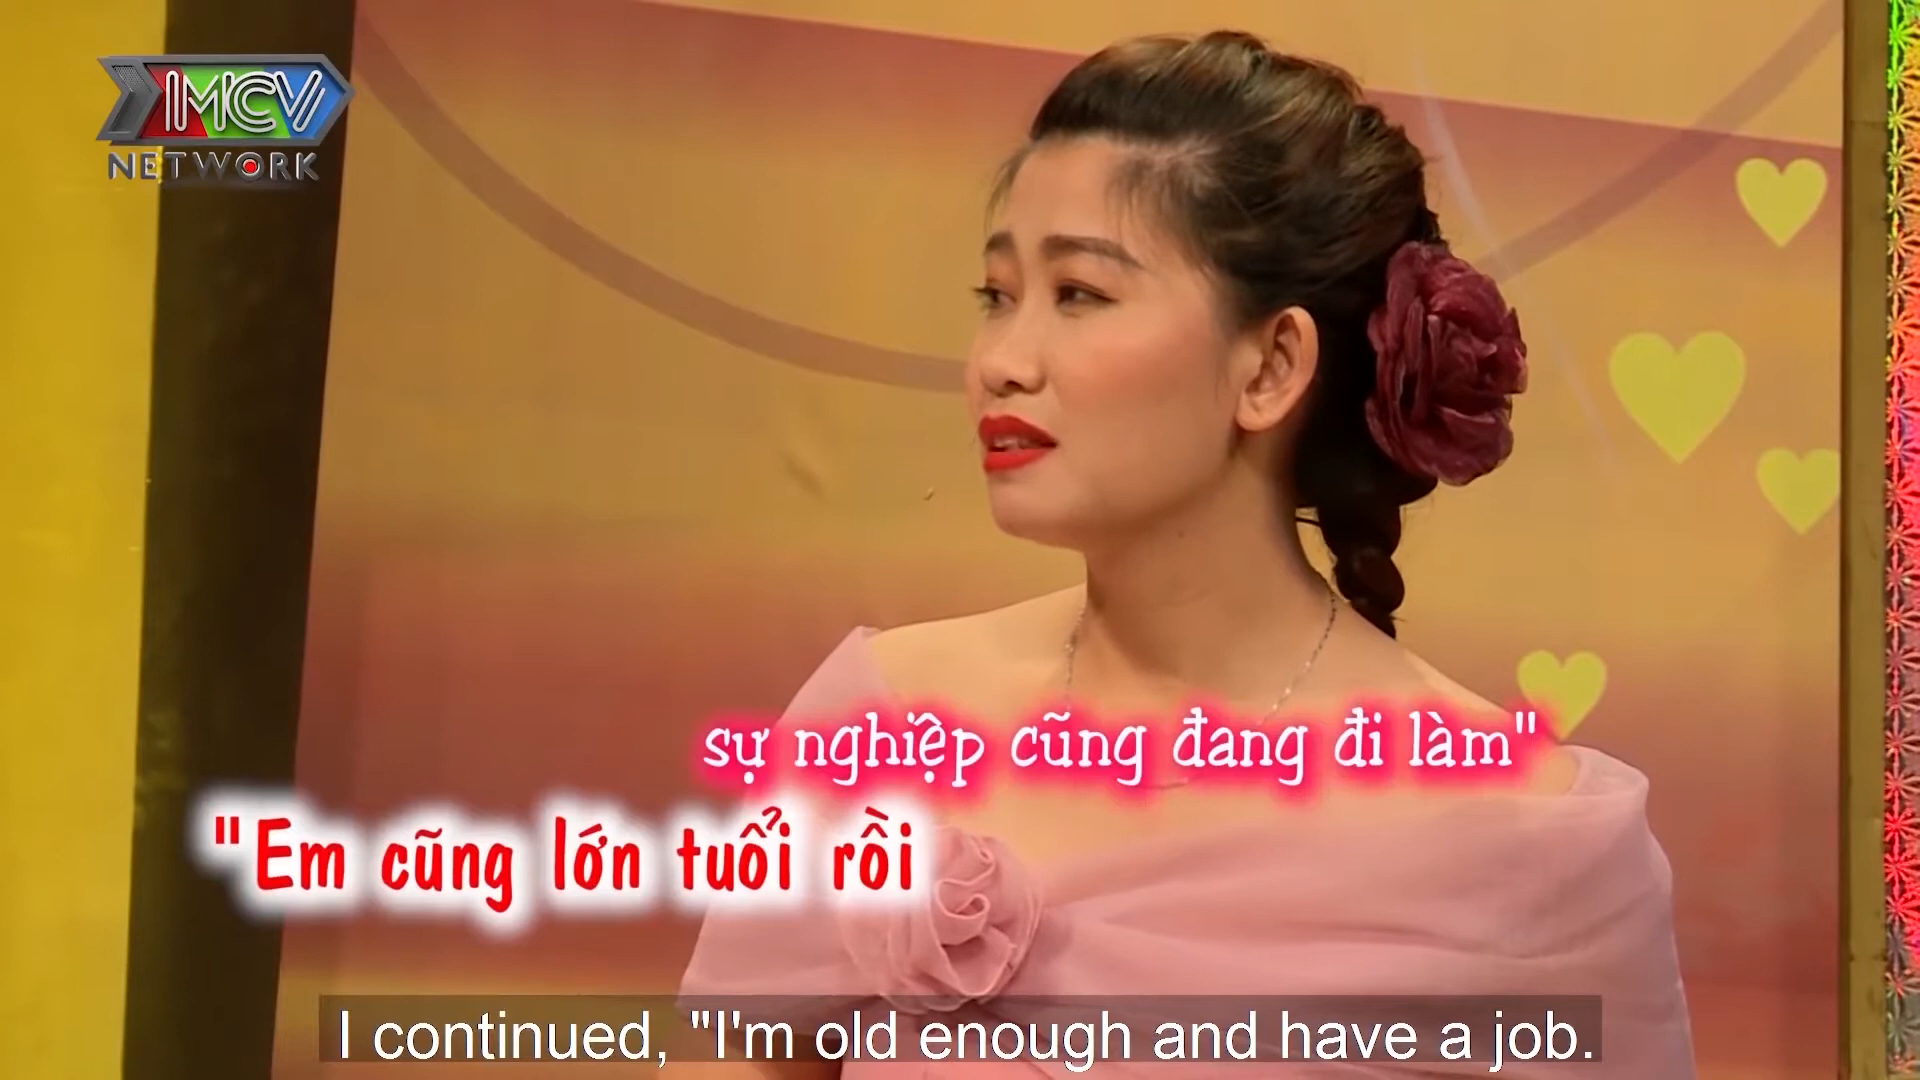 MCV
NETWORK
"Em cũng lớn tuổi rồi
sự nghiệp cũng đang đi làm"
I continued, "I'm old enough and have a job.